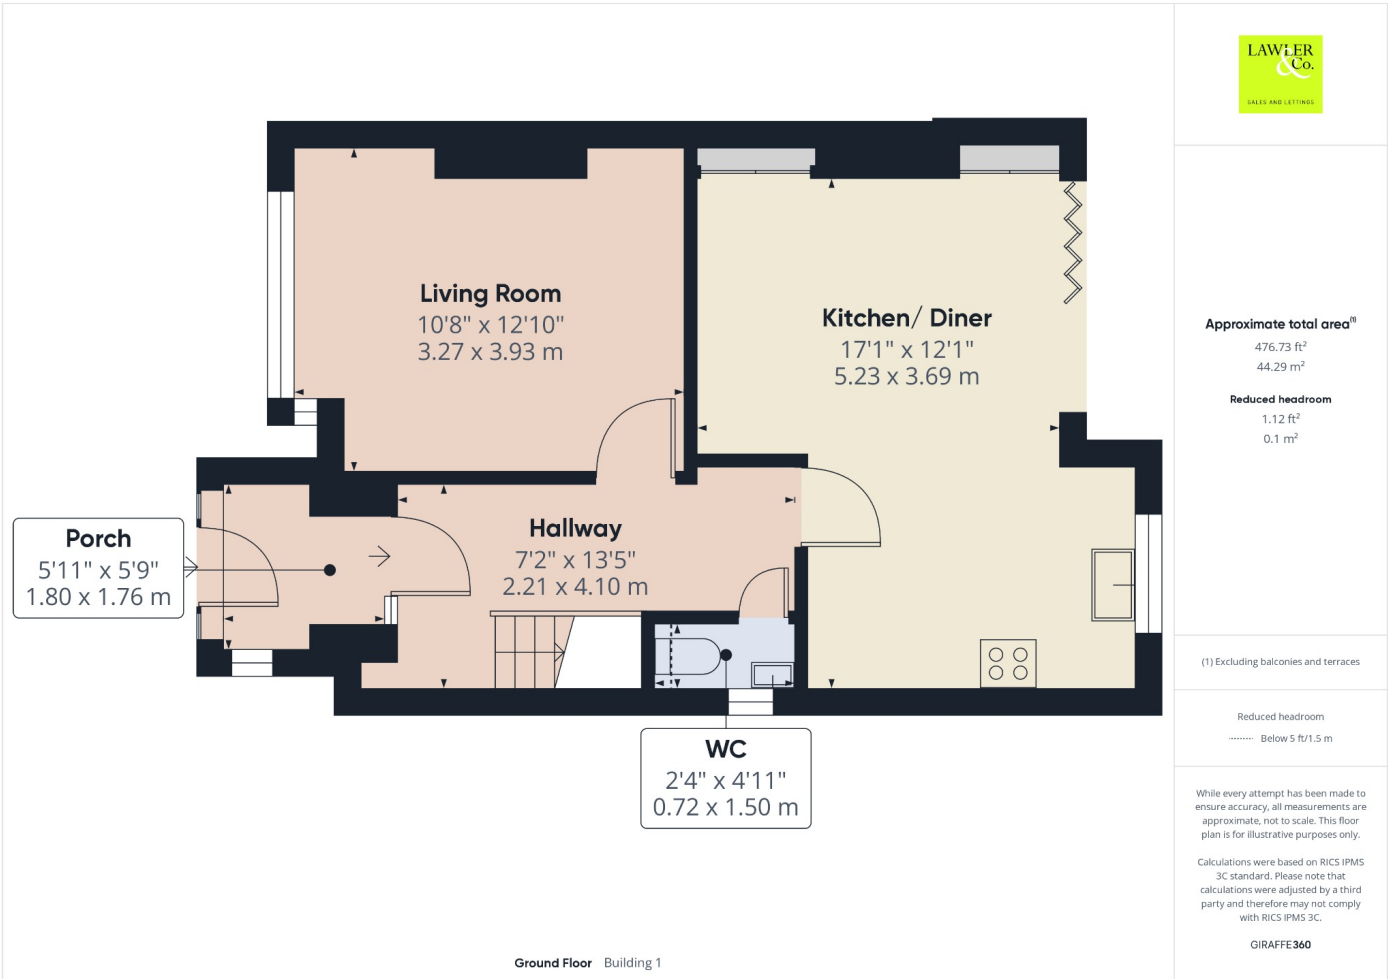 LAWLER
& Co.
SALES AND LETTINGS
Living Room
10'8" x 12'10"
3.27 x 3.93 m
Kitchen/ Diner
17'1" x 12'1"
5.23 x 3.69 m
Hallway
7'2" x 13'5"
2.21 x 4.10 m
Porch
5'11" x 5'9"
1.80 x 1.76 m
WC
2'4" x 4'11"
0.72 x 1.50 m
Ground Floor Building 1
Approximate total area(1)
476.73 ft²
44.29 m²
Reduced headroom
1.12 ft²
0.1 m²
(1) Excluding balconies and terraces
Reduced headroom
Below 5 ft/1.5 m
While every attempt has been made to
ensure accuracy, all measurements are
approximate, not to scale. This floor
plan is for illustrative purposes only.
Calculations were based on RICS IPMS
3C standard. Please note that
calculations were adjusted by a third
party and therefore may not comply
with RICS IPMS 3C.
GIRAFFE360